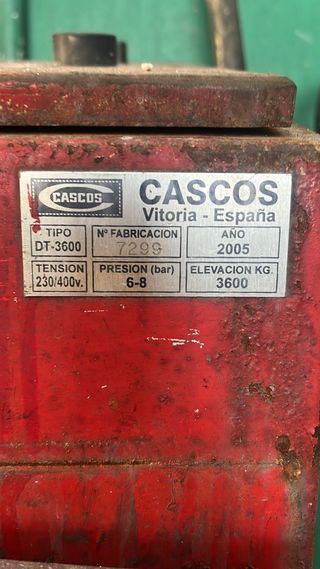 CASCOS
CASCOS
Vitoria - España
TIPO
DT-3600
Nº FABRICACION
7299
AÑO
2005
TENSION
230/400v.
PRESION (bar)
6-8
ELEVACION KG.
3600